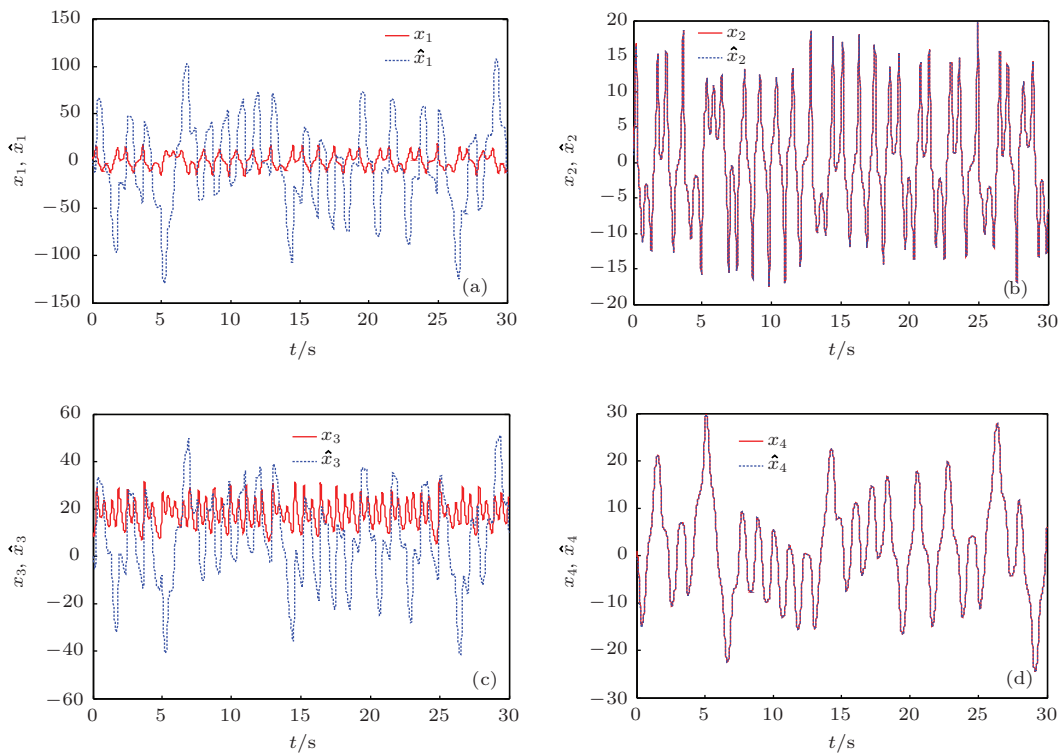 150
100
50
0
−50
−100
−150
x1
x̂1
x1, x̂1
(a)
0 5 10 15 20 25 30
t/s
20
15
10
5
0
−5
−10
−15
−20
x2
x̂2
x2, x̂2
(b)
0 5 10 15 20 25 30
t/s
60
40
20
0
−20
−40
−60
x3
x̂3
x3, x̂3
(c)
0 5 10 15 20 25 30
t/s
30
20
10
0
−10
−20
−30
x4
x̂4
x4, x̂4
(d)
0 5 10 15 20 25 30
t/s